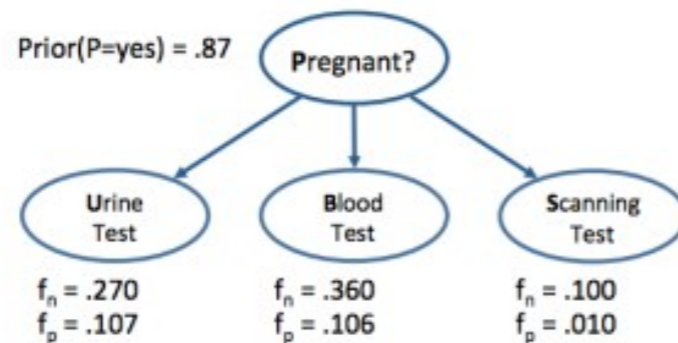 Prior(P=yes) = .87
Pregnant?
Urine
Test
Blood
Test
Scanning
Test
fₙ = .270
fₚ = .107
fₙ = .360
fₚ = .106
fₙ = .100
fₚ = .010